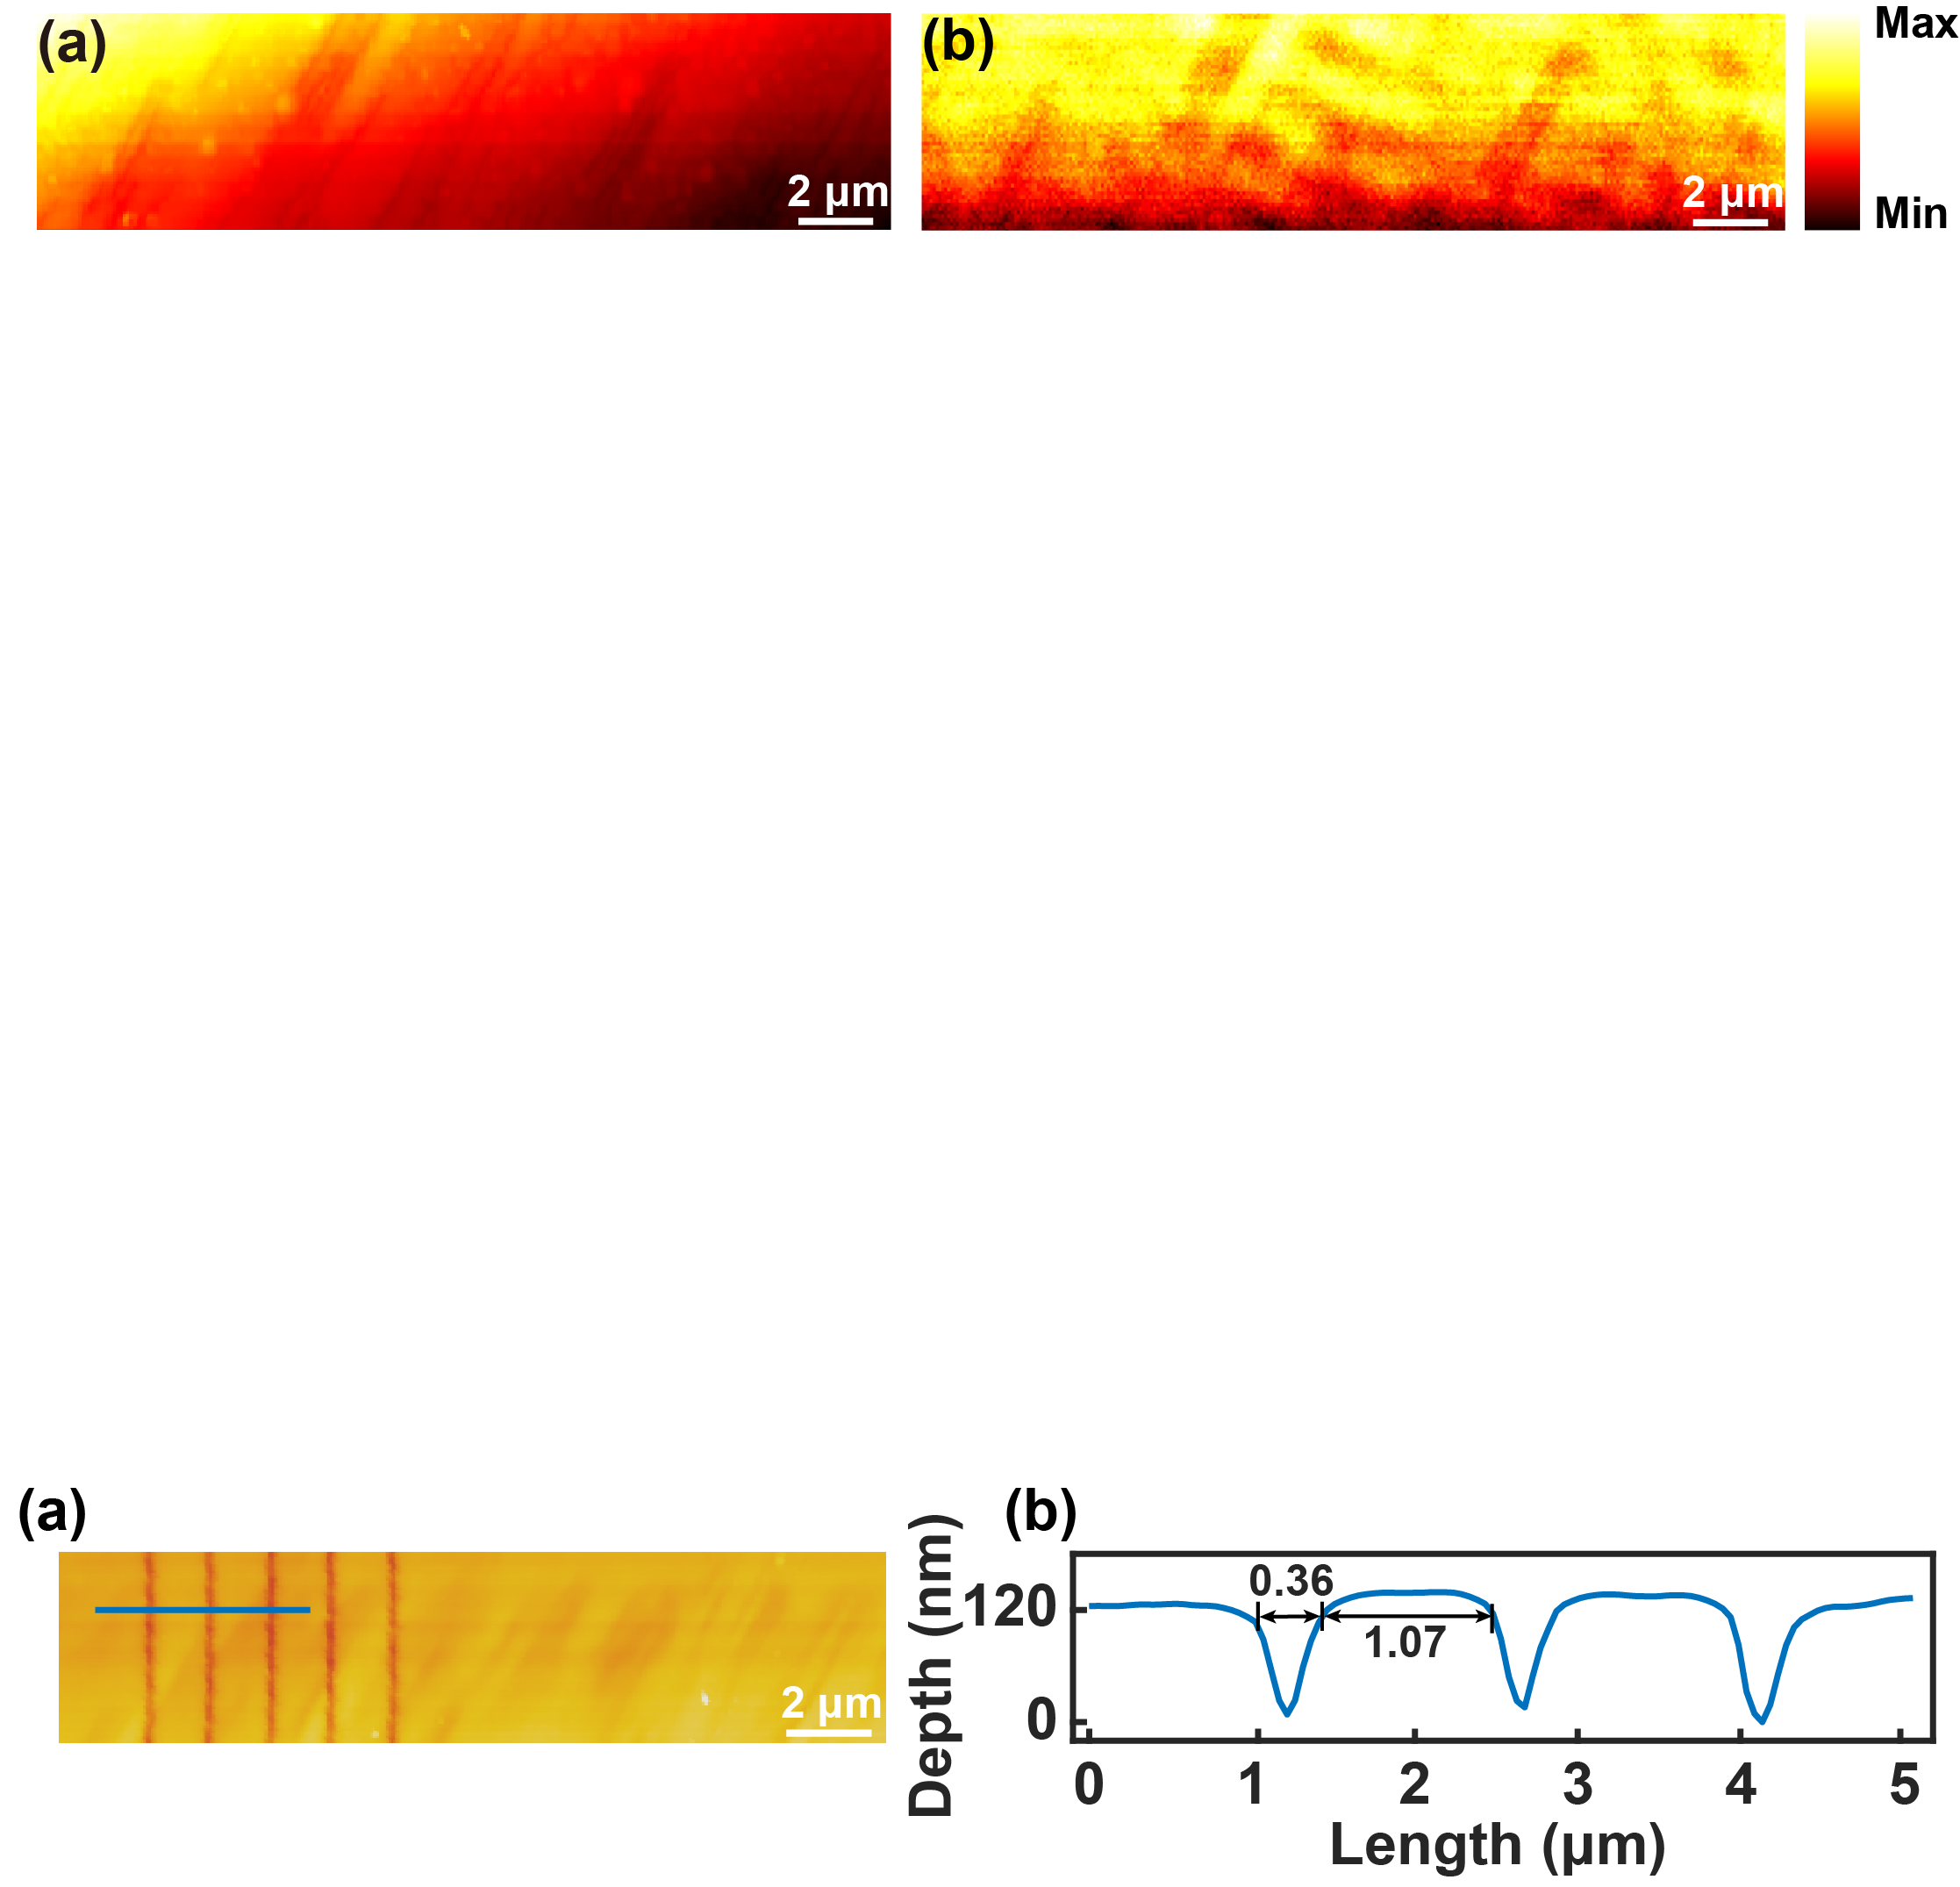 (a)
(b)
Max
Min
2 µm
2 µm
(a)
2 µm
(b)
Depth (nm)
120
0
0.36
1.07
0 1 2 3 4 5
Length (µm)